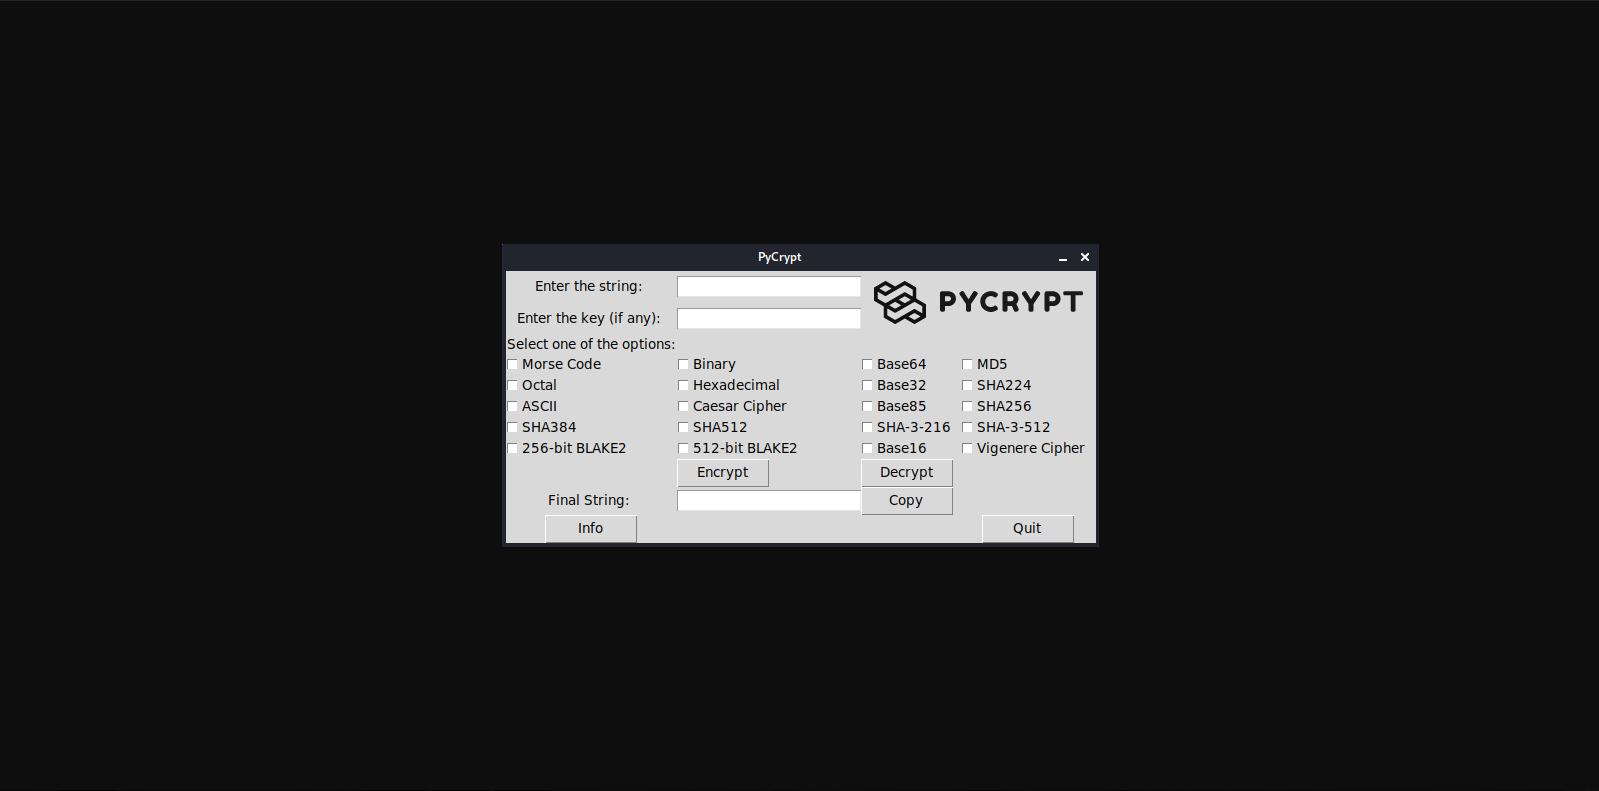 PyCrypt
Enter the string:
PYCRYPT
Enter the key (if any):
Select one of the options:
Morse Code Binary Base64 MD5
Octal Hexadecimal Base32 SHA224
ASCII Caesar Cipher Base85 SHA256
SHA384 SHA512 SHA-3-216 SHA-3-512
256-bit BLAKE2 512-bit BLAKE2 Base16 Vigenere Cipher
Encrypt Decrypt
Final String: Copy
Info Quit